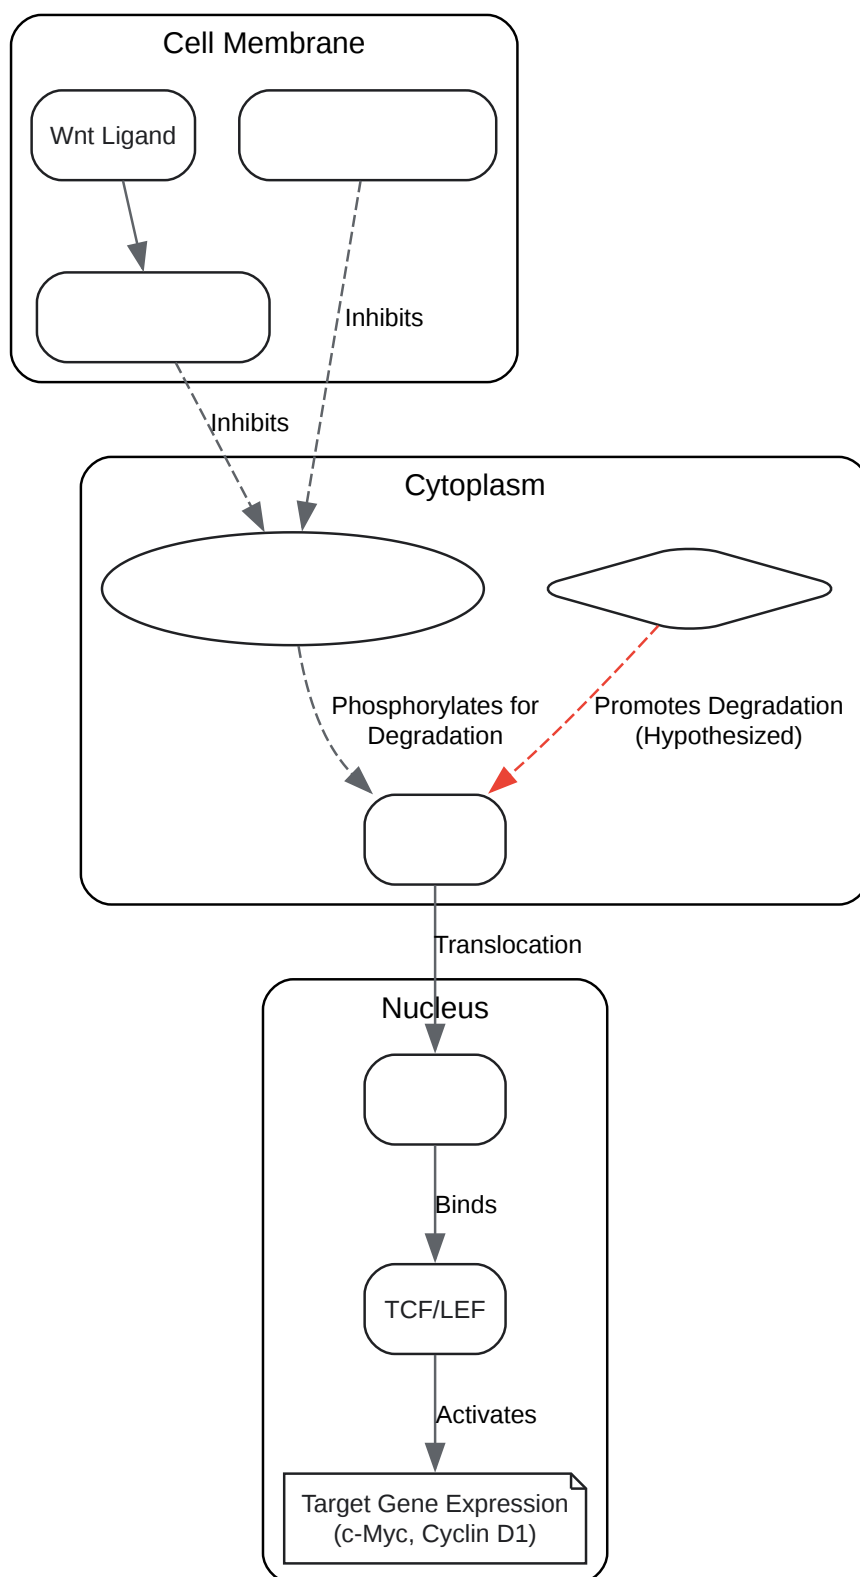 Cell Membrane
Wnt Ligand
Inhibits
Inhibits
Cytoplasm
Phosphorylates for
Degradation
Promotes Degradation
(Hypothesized)
Translocation
Nucleus
Binds
TCF/LEF
Activates
Target Gene Expression
(c-Myc, Cyclin D1)